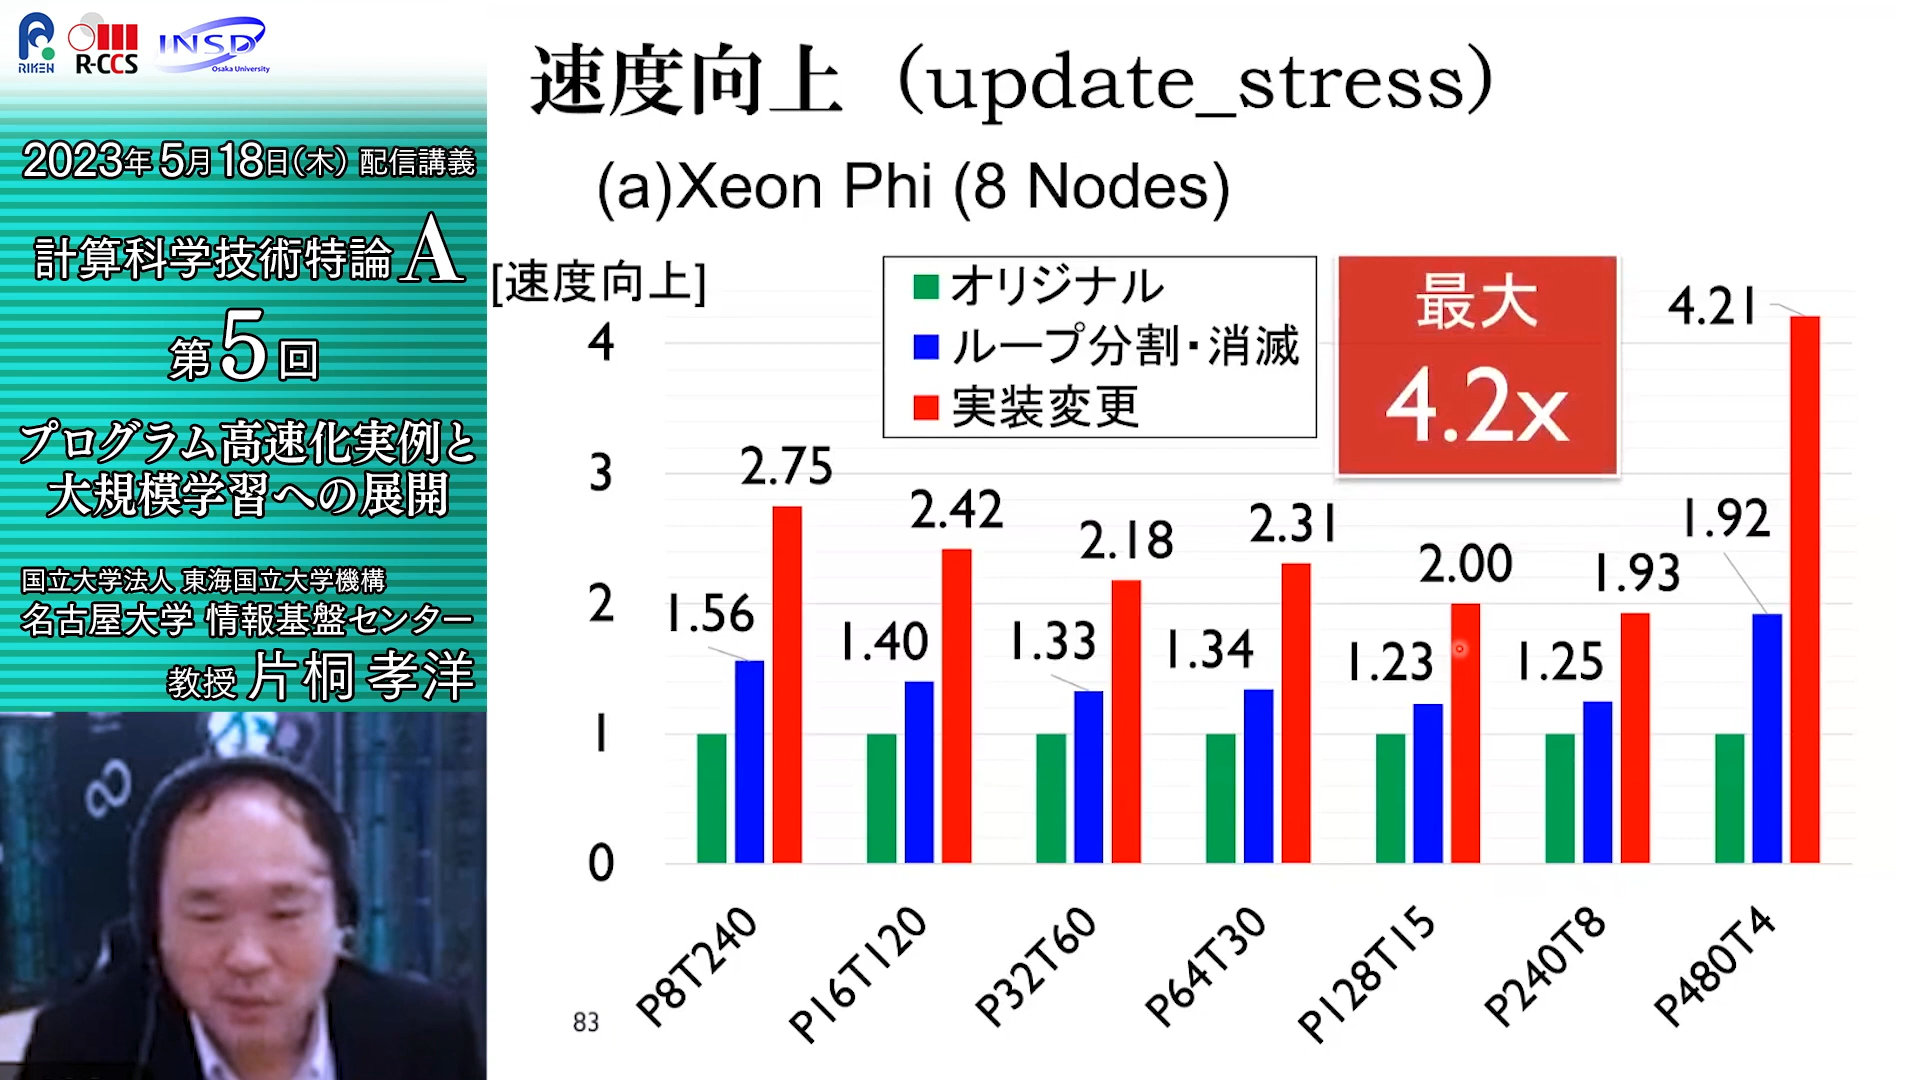 RIKEN
R-CCS
INSD
Osaka University
2023年5月18日(木) 配信講義
計算科学技術特論 A
第5回
プログラム高速化実例と
大規模学習への展開
国立大学法人 東海国立大学機構
名古屋大学 情報基盤センター
教授 片桐 孝洋
速度向上（update_stress）
(a)Xeon Phi (8 Nodes)
[速度向上]
オリジナル
ループ分割・消滅
実装変更
最大
4.2x
4
3
2
1
0
1.56
2.75
1.40
2.42
1.33
2.18
1.34
2.31
1.23
2.00
1.25
1.93
1.92
4.21
P8T240
P16T120
P32T60
P64T30
P128T15
P240T8
P480T4
83